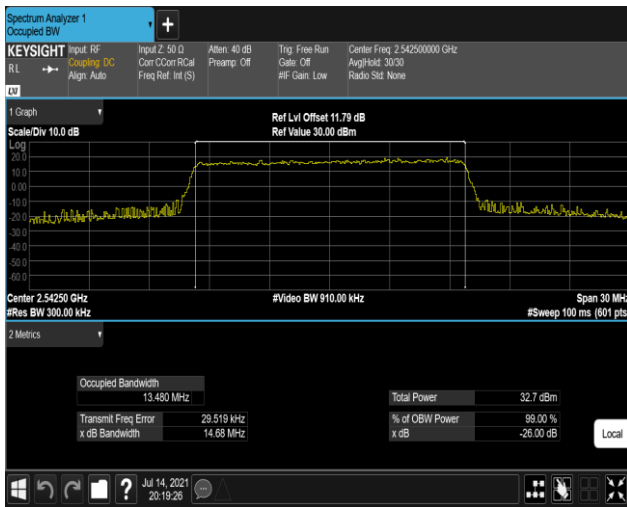 Spectrum Analyzer 1
Occupied BW
KEYSIGHT
R L
LXI
Input: RF
Coupling: DC
Align: Auto
Input Z: 50 Ω
Corr CCorr RCal
Freq Ref: Int (S)
Atten: 40 dB
Preamp: Off
Trig: Free Run
Gate: Off
#IF Gain: Low
Center Freq: 2.542500000 GHz
Avg|Hold: 30/30
Radio Std: None
1 Graph
Scale/Div 10.0 dB
Ref Lvl Offset 11.79 dB
Ref Value 30.00 dBm
Log
20.0
10.0
0.00
-10.0
-20.0
-30.0
-40.0
-50.0
-60.0
Center 2.54250 GHz
#Res BW 300.00 kHz
#Video BW 910.00 kHz
Span 30 MHz
#Sweep 100 ms (601 pts
2 Metrics
Occupied Bandwidth
13.480 MHz
Transmit Freq Error 29.519 kHz
x dB Bandwidth 14.68 MHz
Total Power 32.7 dBm
% of OBW Power 99.00 %
x dB -26.00 dB
Local
Jul 14, 2021
20:19:26